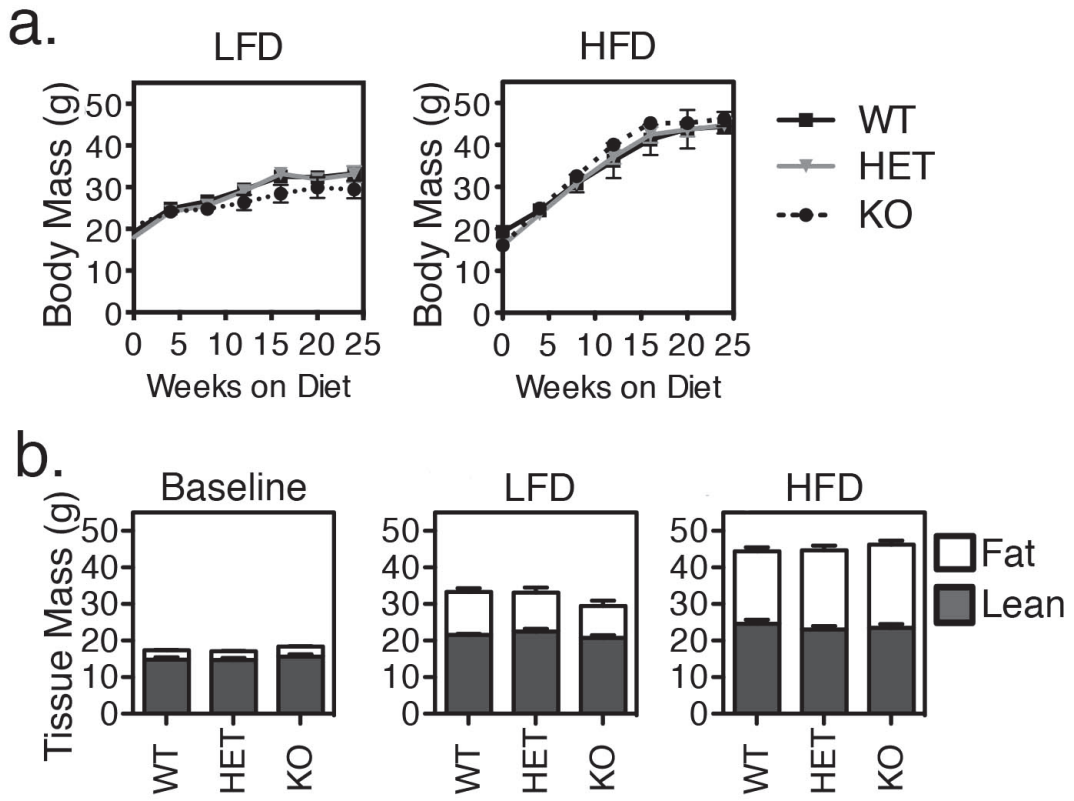 a.
LFD
Body Mass (g)
50
40
30
20
10
0
0 5 10 15 20 25
Weeks on Diet
HFD
Body Mass (g)
50
40
30
20
10
0
0 5 10 15 20 25
Weeks on Diet
WT
HET
KO
b.
Baseline
Tissue Mass (g)
50
40
30
20
10
0
WT
HET
KO
LFD
50
40
30
20
10
0
WT
HET
KO
HFD
50
40
30
20
10
0
WT
HET
KO
Fat
Lean